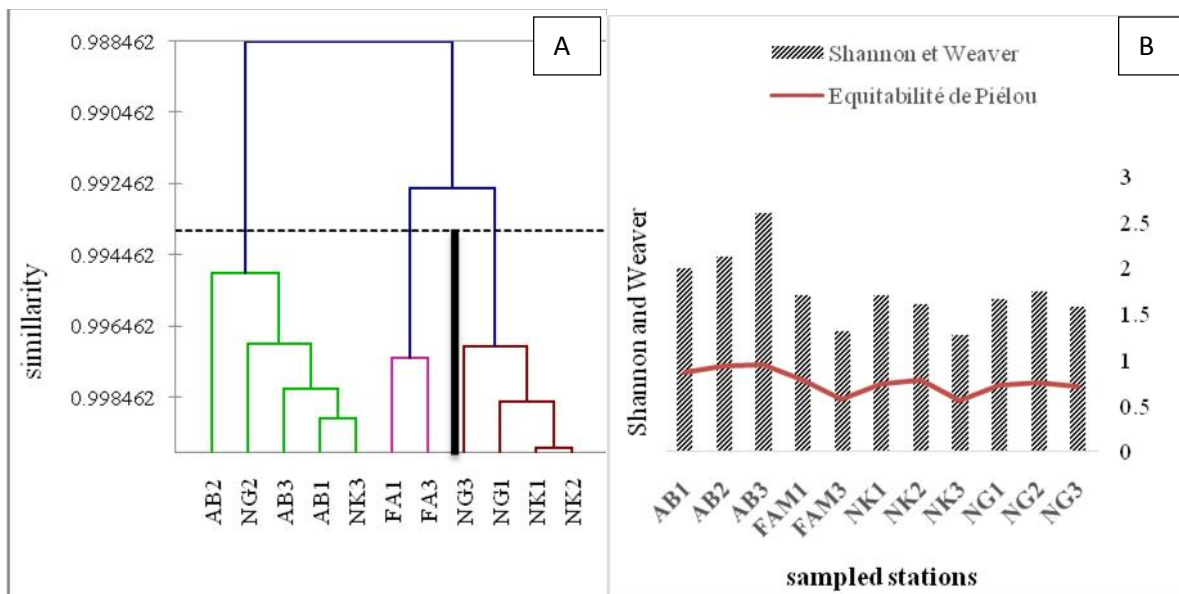 A
0.988462
0.990462
0.992462
0.994462
0.996462
0.998462
simillarity
AB2
NG2
AB3
AB1
NK3
FA1
FA3
NG3
NG1
NK1
NK2
B
Shannon et Weaver
Equitabilité de Piélou
Shannon and Weaver
3
2.5
2
1.5
1
0.5
0
AB1
AB2
AB3
FAM1
FAM3
NK1
NK2
NK3
NG1
NG2
NG3
sampled stations